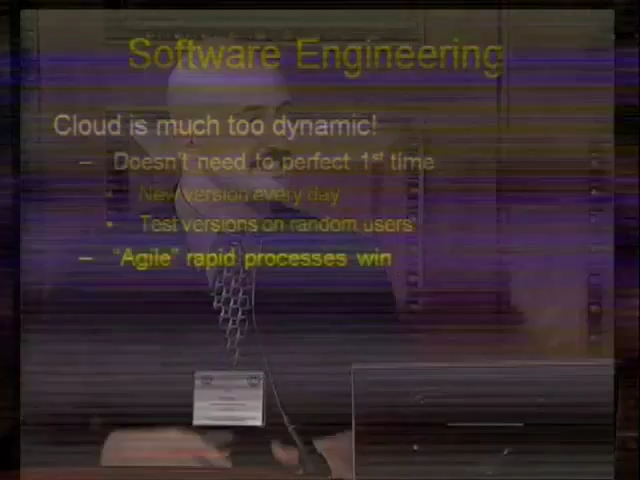 Software Engineering
Cloud is much too dynamic!
– Doesn't need to perfect 1st time
• New version every day
• Test versions on random users
– "Agile" rapid processes win